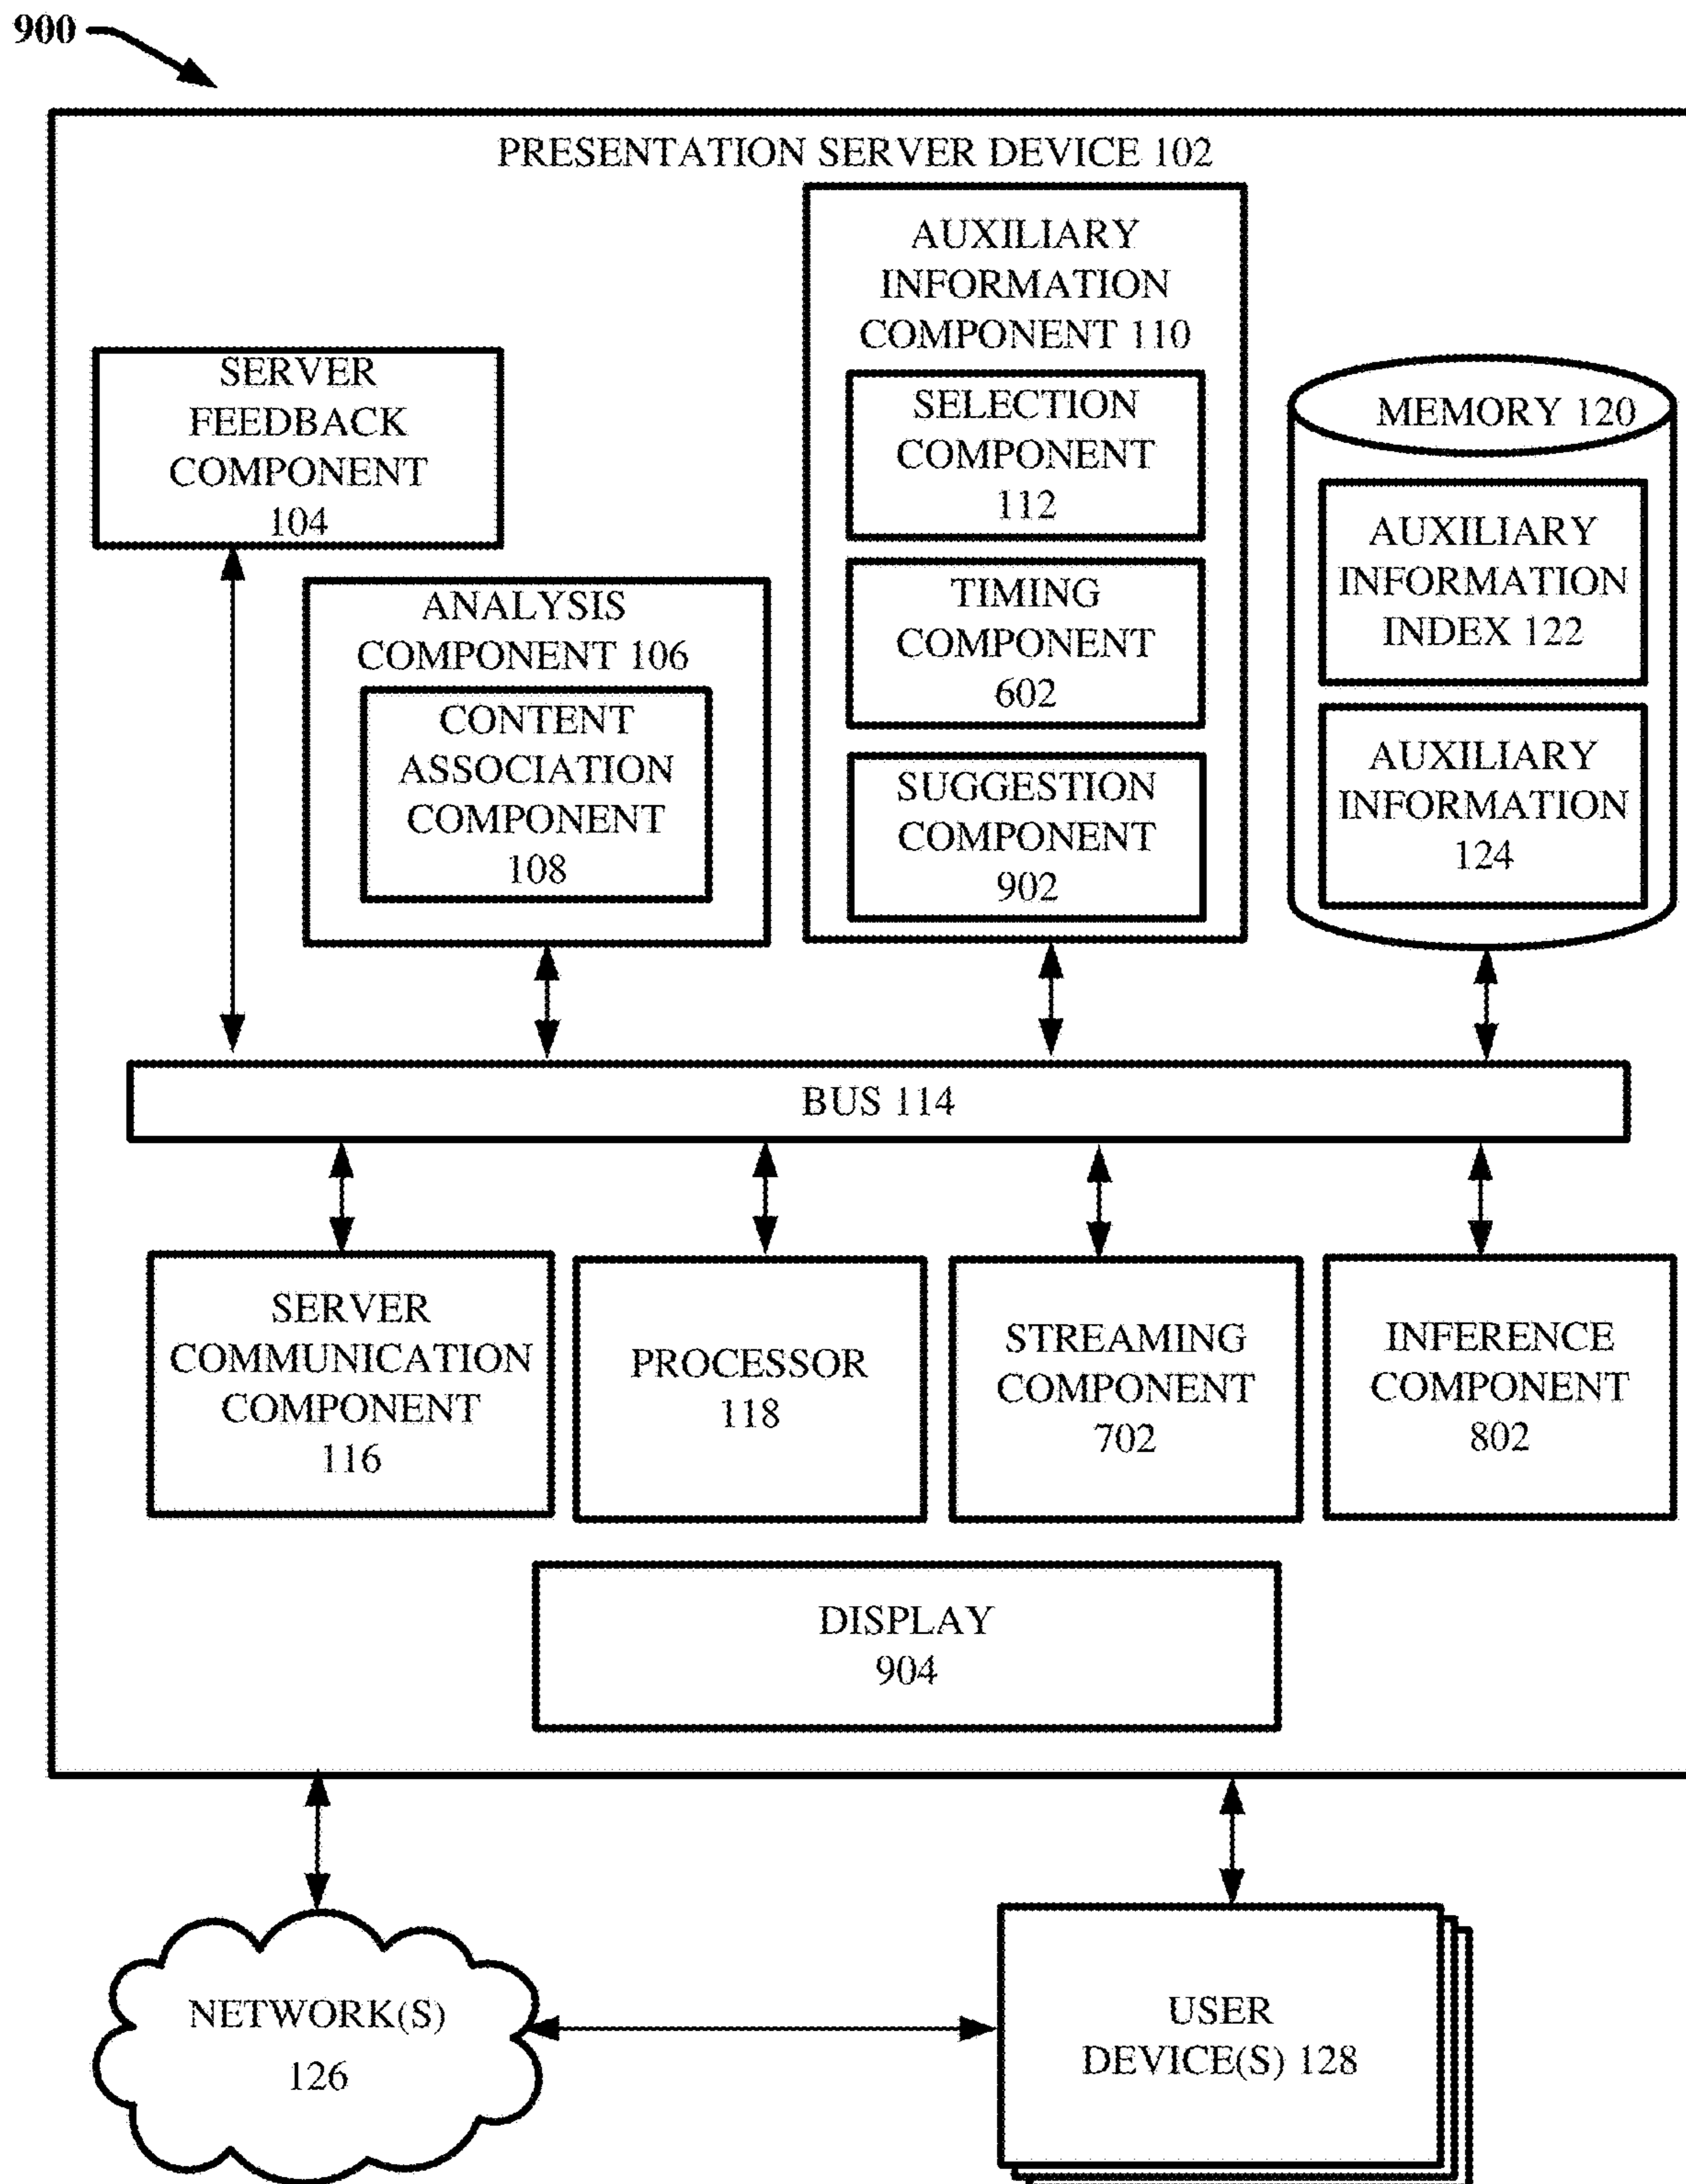 900
PRESENTATION SERVER DEVICE 102
SERVER
FEEDBACK
COMPONENT
104
ANALYSIS
COMPONENT 106
CONTENT
ASSOCIATION
COMPONENT
108
AUXILIARY
INFORMATION
COMPONENT 110
SELECTION
COMPONENT
112
TIMING
COMPONENT
602
SUGGESTION
COMPONENT
902
MEMORY 120
AUXILIARY
INFORMATION
INDEX 122
AUXILIARY
INFORMATION
124
BUS 114
SERVER
COMMUNICATION
COMPONENT
116
PROCESSOR
118
STREAMING
COMPONENT
702
INFERENCE
COMPONENT
802
DISPLAY
904
NETWORK(S)
126
USER
DEVICE(S) 128